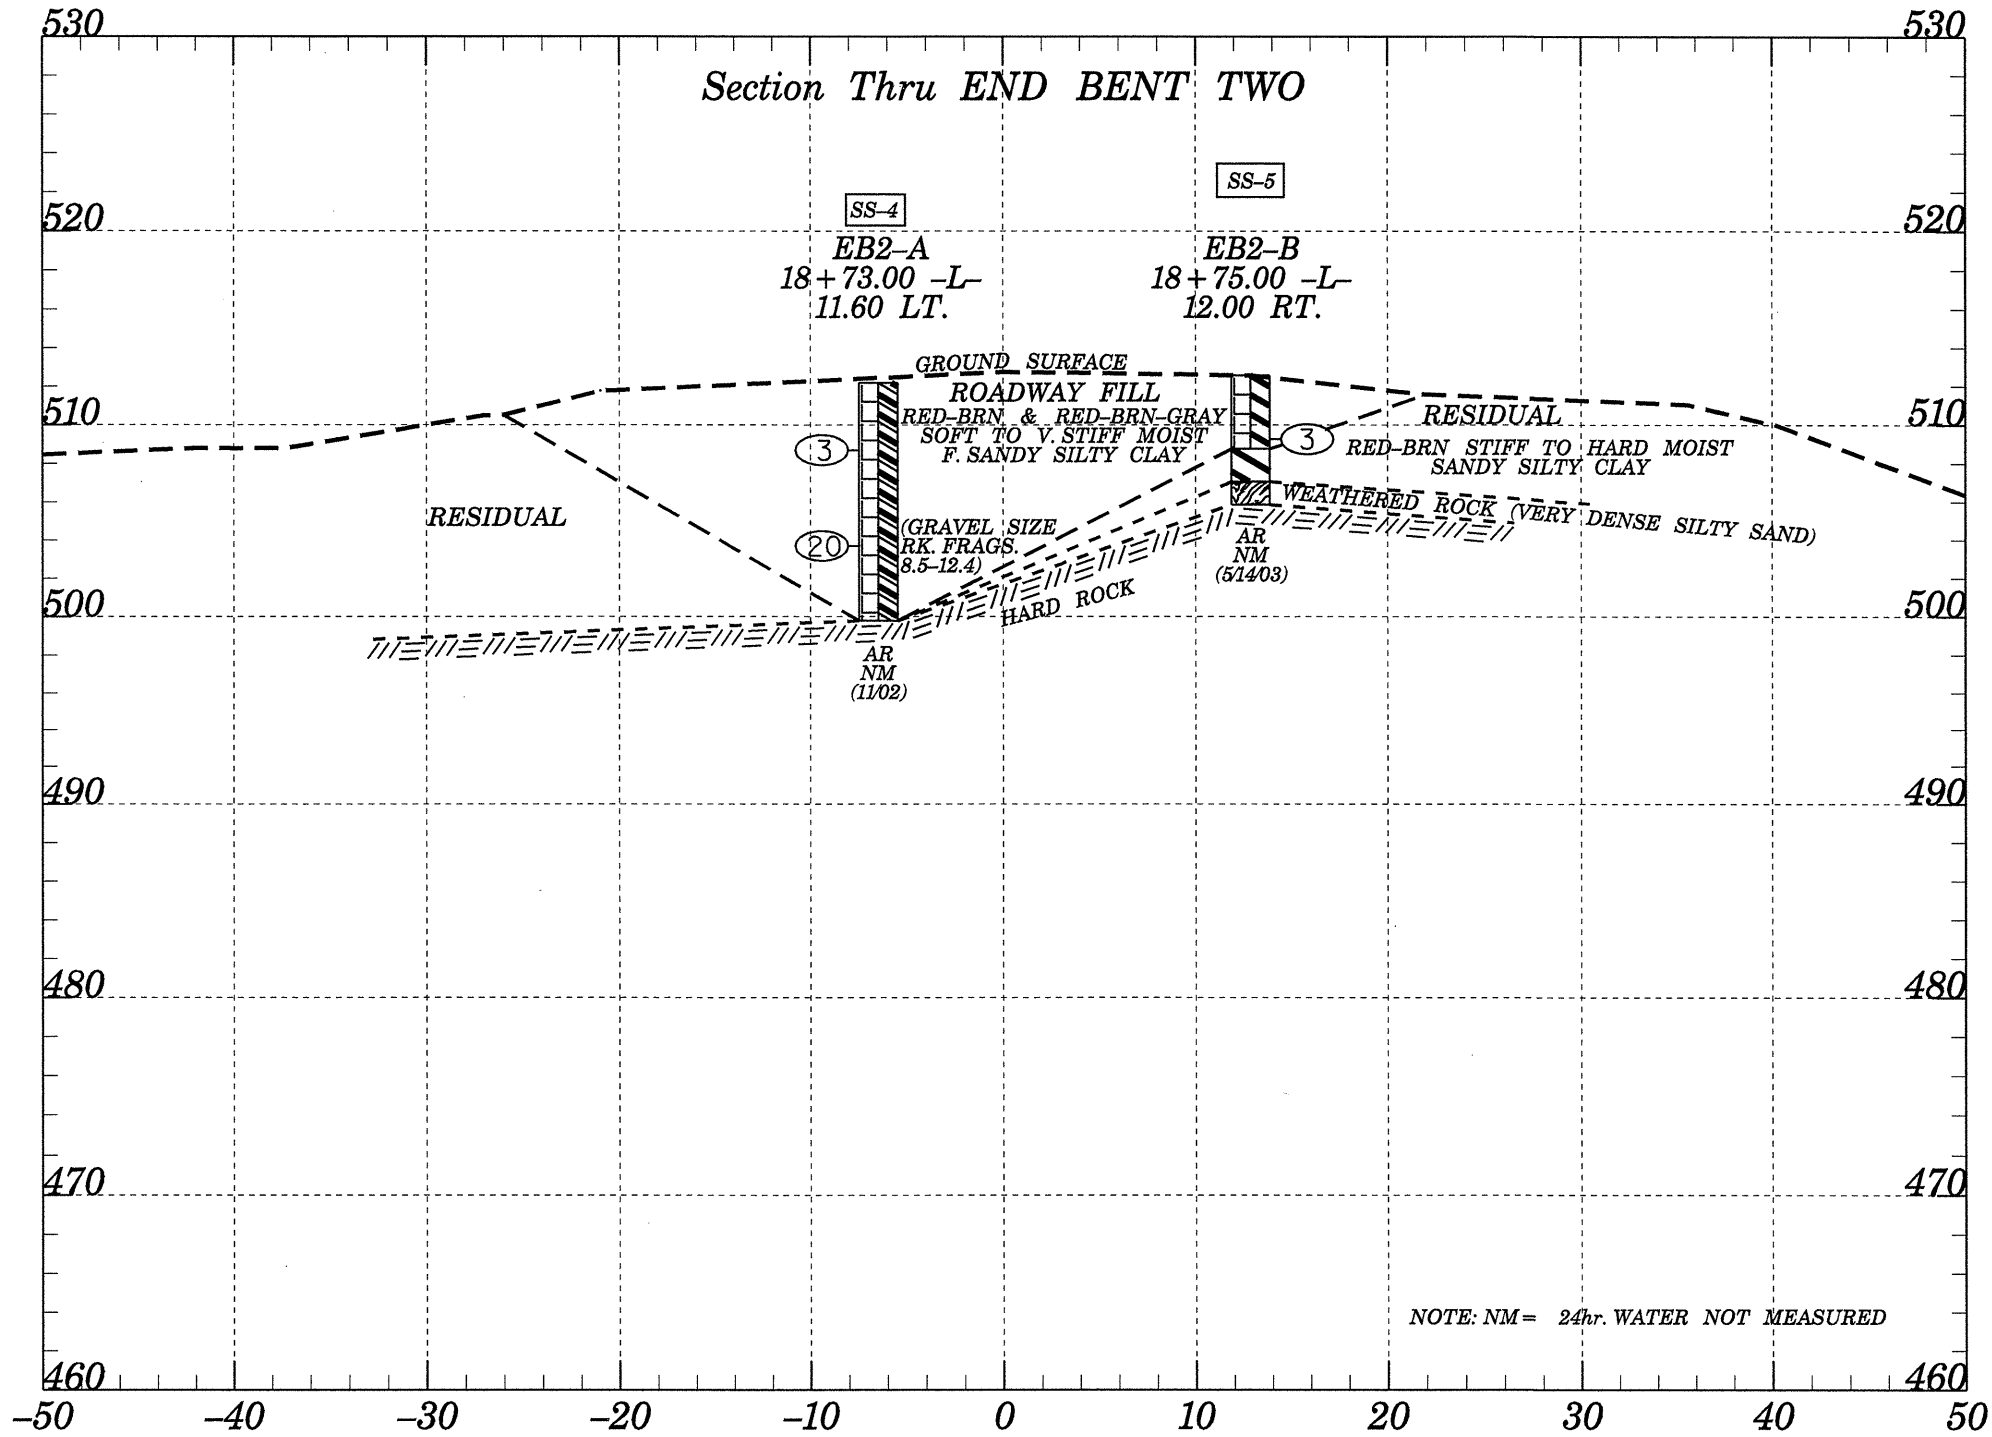 530 530
Section Thru END BENT TWO
SS–5
SS–4
520 520
EB2–A
18+73.00 –L–
11.60 LT.
EB2–B
18+75.00 –L–
12.00 RT.
GROUND SURFACE
ROADWAY FILL
RED–BRN & RED–BRN–GRAY
SOFT TO V. STIFF MOIST
F. SANDY SILTY CLAY
510 510
3
3
RESIDUAL
RED–BRN STIFF TO HARD MOIST
SANDY SILTY CLAY
WEATHERED ROCK (VERY DENSE SILTY SAND)
RESIDUAL
20
(GRAVEL SIZE
RK. FRAGS.
8.5–12.4)
AR
NM
(5/14/03)
500 500
HARD ROCK
AR
NM
(11/02)
490 490
480 480
470 470
NOTE: NM= 24hr. WATER NOT MEASURED
460 460
–50 –40 –30 –20 –10 0 10 20 30 40 50